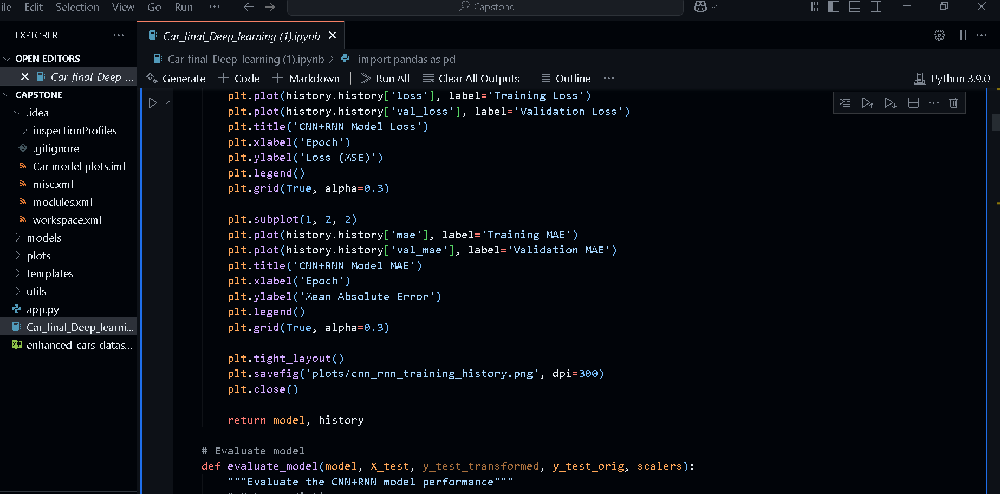 ile Edit Selection View Go Run ··· Capstone
EXPLORER ···
OPEN EDITORS
Car_final_Deep_...
CAPSTONE
.idea
inspectionProfiles
.gitignore
Car model plots.iml
misc.xml
modules.xml
workspace.xml
models
plots
templates
utils
app.py
Car_final_Deep_learni...
enhanced_cars_datas...
Car_final_Deep_learning (1).ipynb
Car_final_Deep_learning (1).ipynb > import pandas as pd
Generate + Code + Markdown Run All Clear All Outputs Outline ··· Python 3.9.0
plt.plot(history.history['loss'], label='Training Loss')
plt.plot(history.history['val_loss'], label='Validation Loss')
plt.title('CNN+RNN Model Loss')
plt.xlabel('Epoch')
plt.ylabel('Loss (MSE)')
plt.legend()
plt.grid(True, alpha=0.3)
plt.subplot(1, 2, 2)
plt.plot(history.history['mae'], label='Training MAE')
plt.plot(history.history['val_mae'], label='Validation MAE')
plt.title('CNN+RNN Model MAE')
plt.xlabel('Epoch')
plt.ylabel('Mean Absolute Error')
plt.legend()
plt.grid(True, alpha=0.3)
plt.tight_layout()
plt.savefig('plots/cnn_rnn_training_history.png', dpi=300)
plt.close()
return model, history
# Evaluate model
def evaluate_model(model, X_test, y_test_transformed, y_test_orig, scalers):
"""Evaluate the CNN+RNN model performance"""